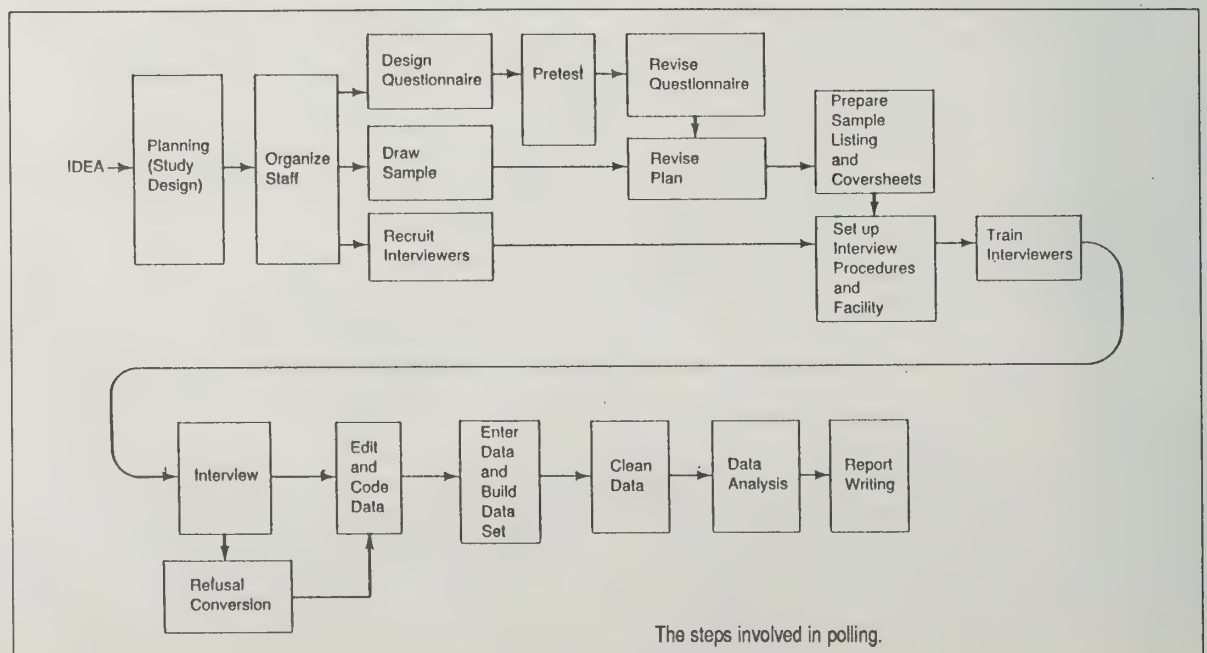 IDEA
Planning
(Study
Design)
Organize
Staff
Design
Questionnaire
Pretest
Revise
Questionnaire
Draw
Sample
Revise
Plan
Prepare
Sample
Listing
and
Coversheets
Recruit
Interviewers
Set up
Interview
Procedures
and
Facility
Train
Interviewers
Interview
Refusal
Conversion
Edit
and
Code
Data
Enter
Data
and
Build
Data
Set
Clean
Data
Data
Analysis
Report
Writing
The steps involved in polling.